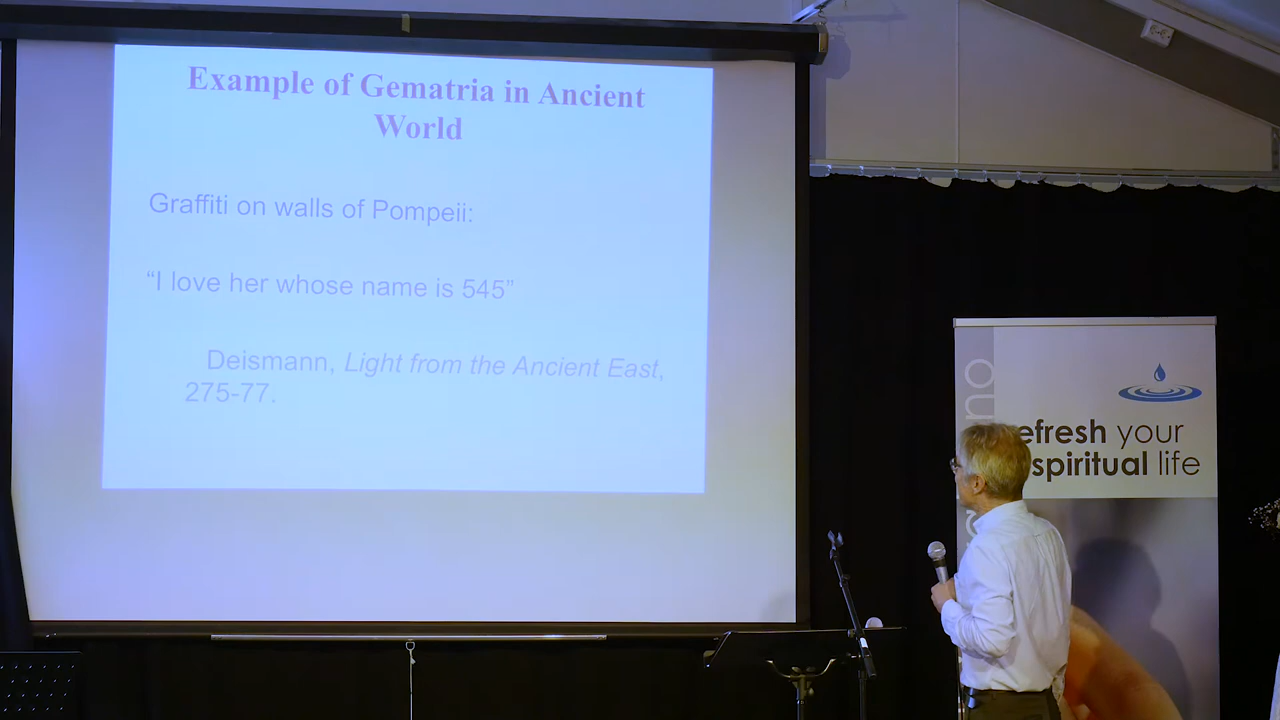 Example of Gematria in Ancient
World
Graffiti on walls of Pompeii:
“I love her whose name is 545”
Deismann, Light from the Ancient East,
275-77.
no
efresh your
spiritual life